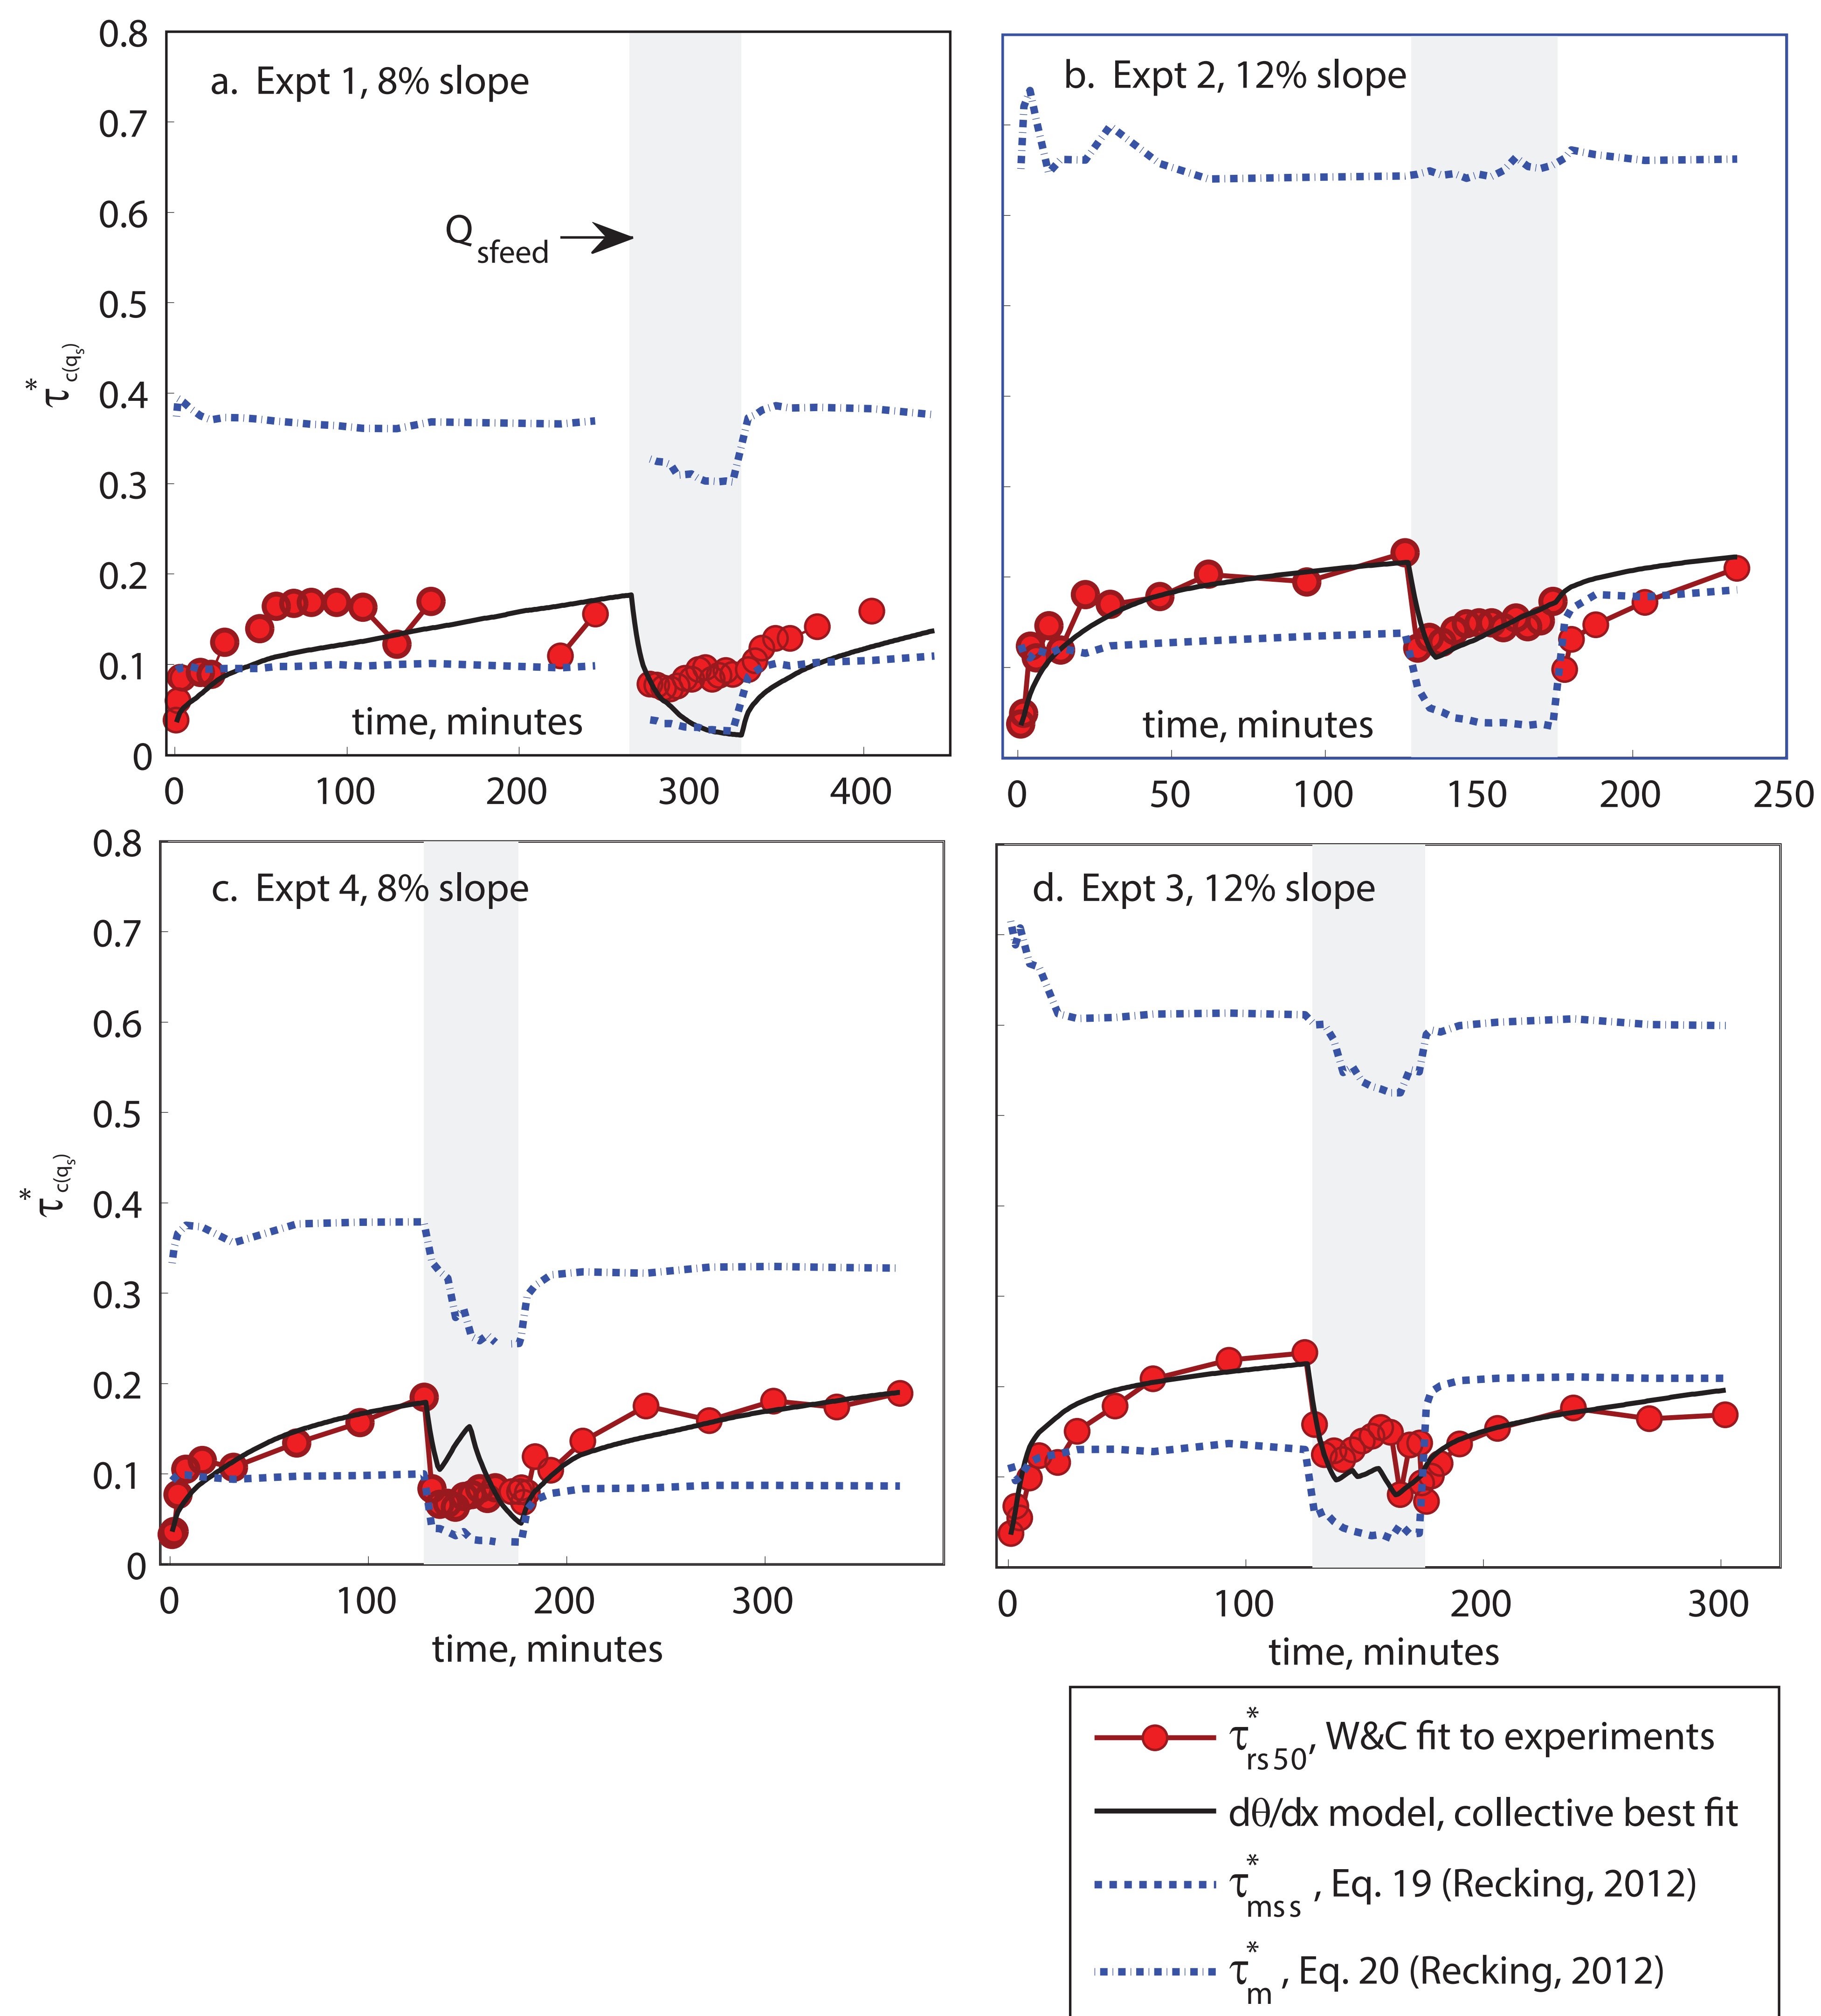 0.8
0.7
0.6
0.5
0.4
0.3
0.2
0.1
0
τ*c(qs)
a. Expt 1, 8% slope
Qsfeed
time, minutes
0 100 200 300 400
b. Expt 2, 12% slope
time, minutes
0 50 100 150 200 250
0.8
0.7
0.6
0.5
0.4
0.3
0.2
0.1
0
τ*c(qs)
c. Expt 4, 8% slope
0 100 200 300
time, minutes
d. Expt 3, 12% slope
0 100 200 300
time, minutes
τ*rs50, W&C fit to experiments
dθ/dx model, collective best fit
τ*mss, Eq. 19 (Recking, 2012)
τ*m, Eq. 20 (Recking, 2012)